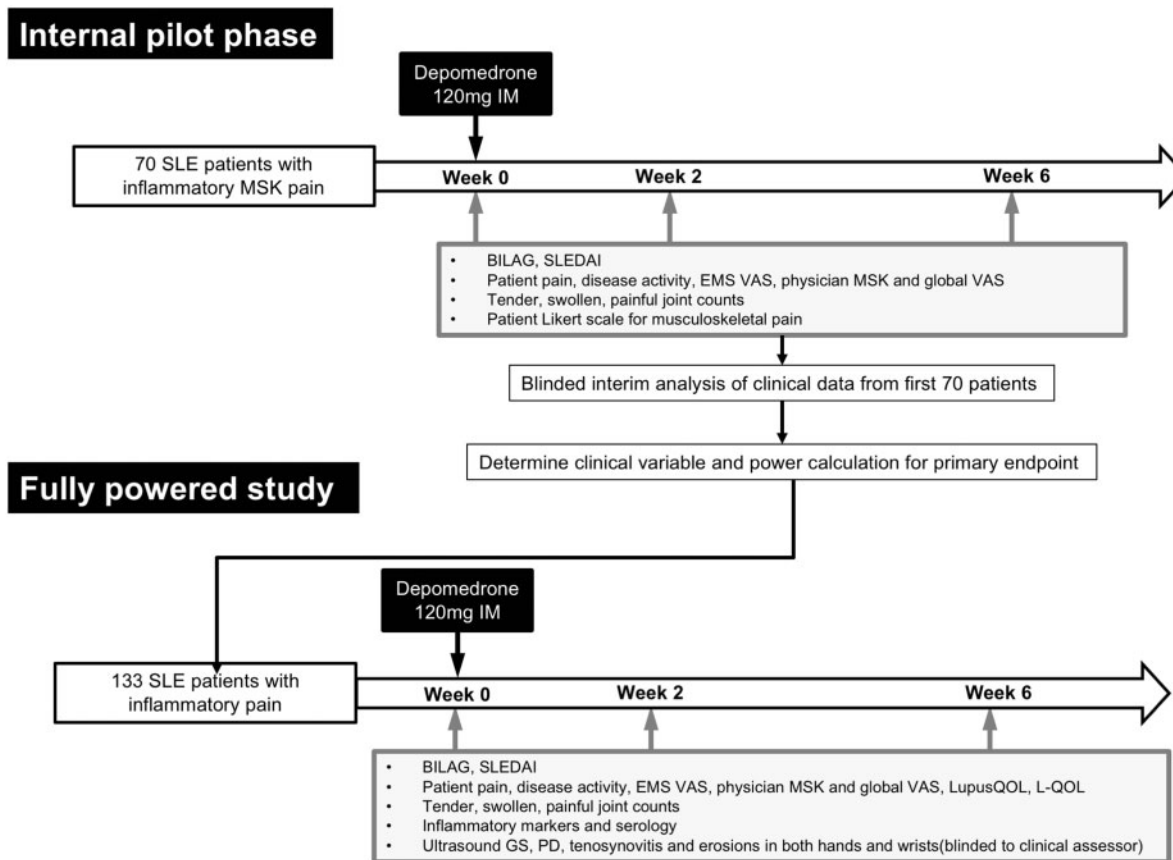 Internal pilot phase
Depomedrone
120mg IM
70 SLE patients with
inflammatory MSK pain
Week 0
Week 2
Week 6
• BILAG, SLEDAI
• Patient pain, disease activity, EMS VAS, physician MSK and global VAS
• Tender, swollen, painful joint counts
• Patient Likert scale for musculoskeletal pain
Blinded interim analysis of clinical data from first 70 patients
Determine clinical variable and power calculation for primary endpoint
Fully powered study
Depomedrone
120mg IM
133 SLE patients with
inflammatory pain
Week 0
Week 2
Week 6
• BILAG, SLEDAI
• Patient pain, disease activity, EMS VAS, physician MSK and global VAS, LupusQOL, L-QOL
• Tender, swollen, painful joint counts
• Inflammatory markers and serology
• Ultrasound GS, PD, tenosynovitis and erosions in both hands and wrists(blinded to clinical assessor)